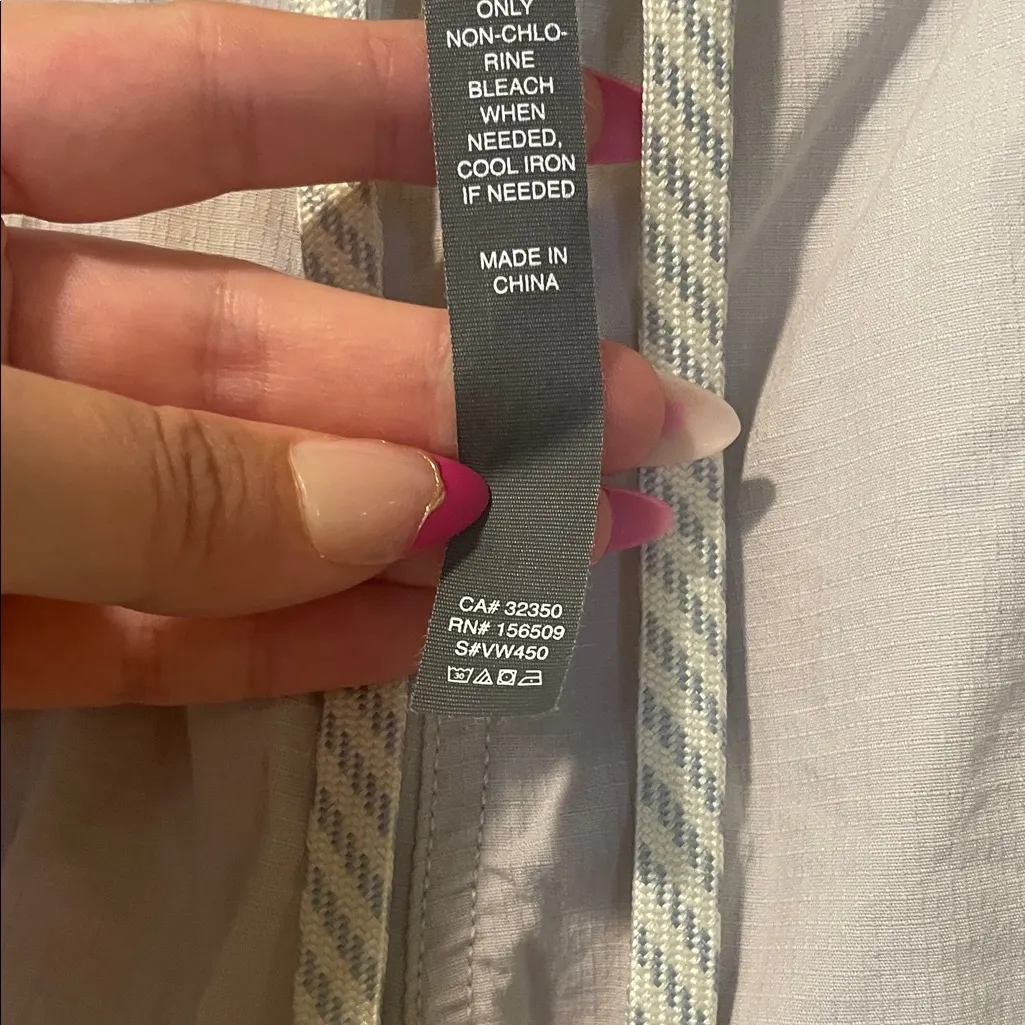 ONLY
NON-CHLO-
RINE
BLEACH
WHEN
NEEDED,
COOL IRON
IF NEEDED
MADE IN
CHINA
CA# 32350
RN# 156509
S#VW450
30